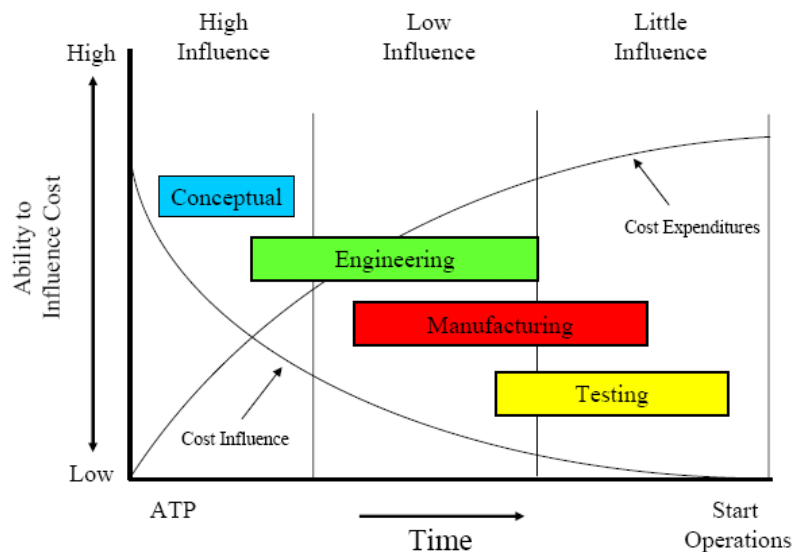 High
Influence
Low
Influence
Little
Influence
High
Conceptual
Cost Expenditures
Engineering
Ability to
Influence Cost
Manufacturing
Testing
Cost Influence
Low
ATP
Time
Start
Operations